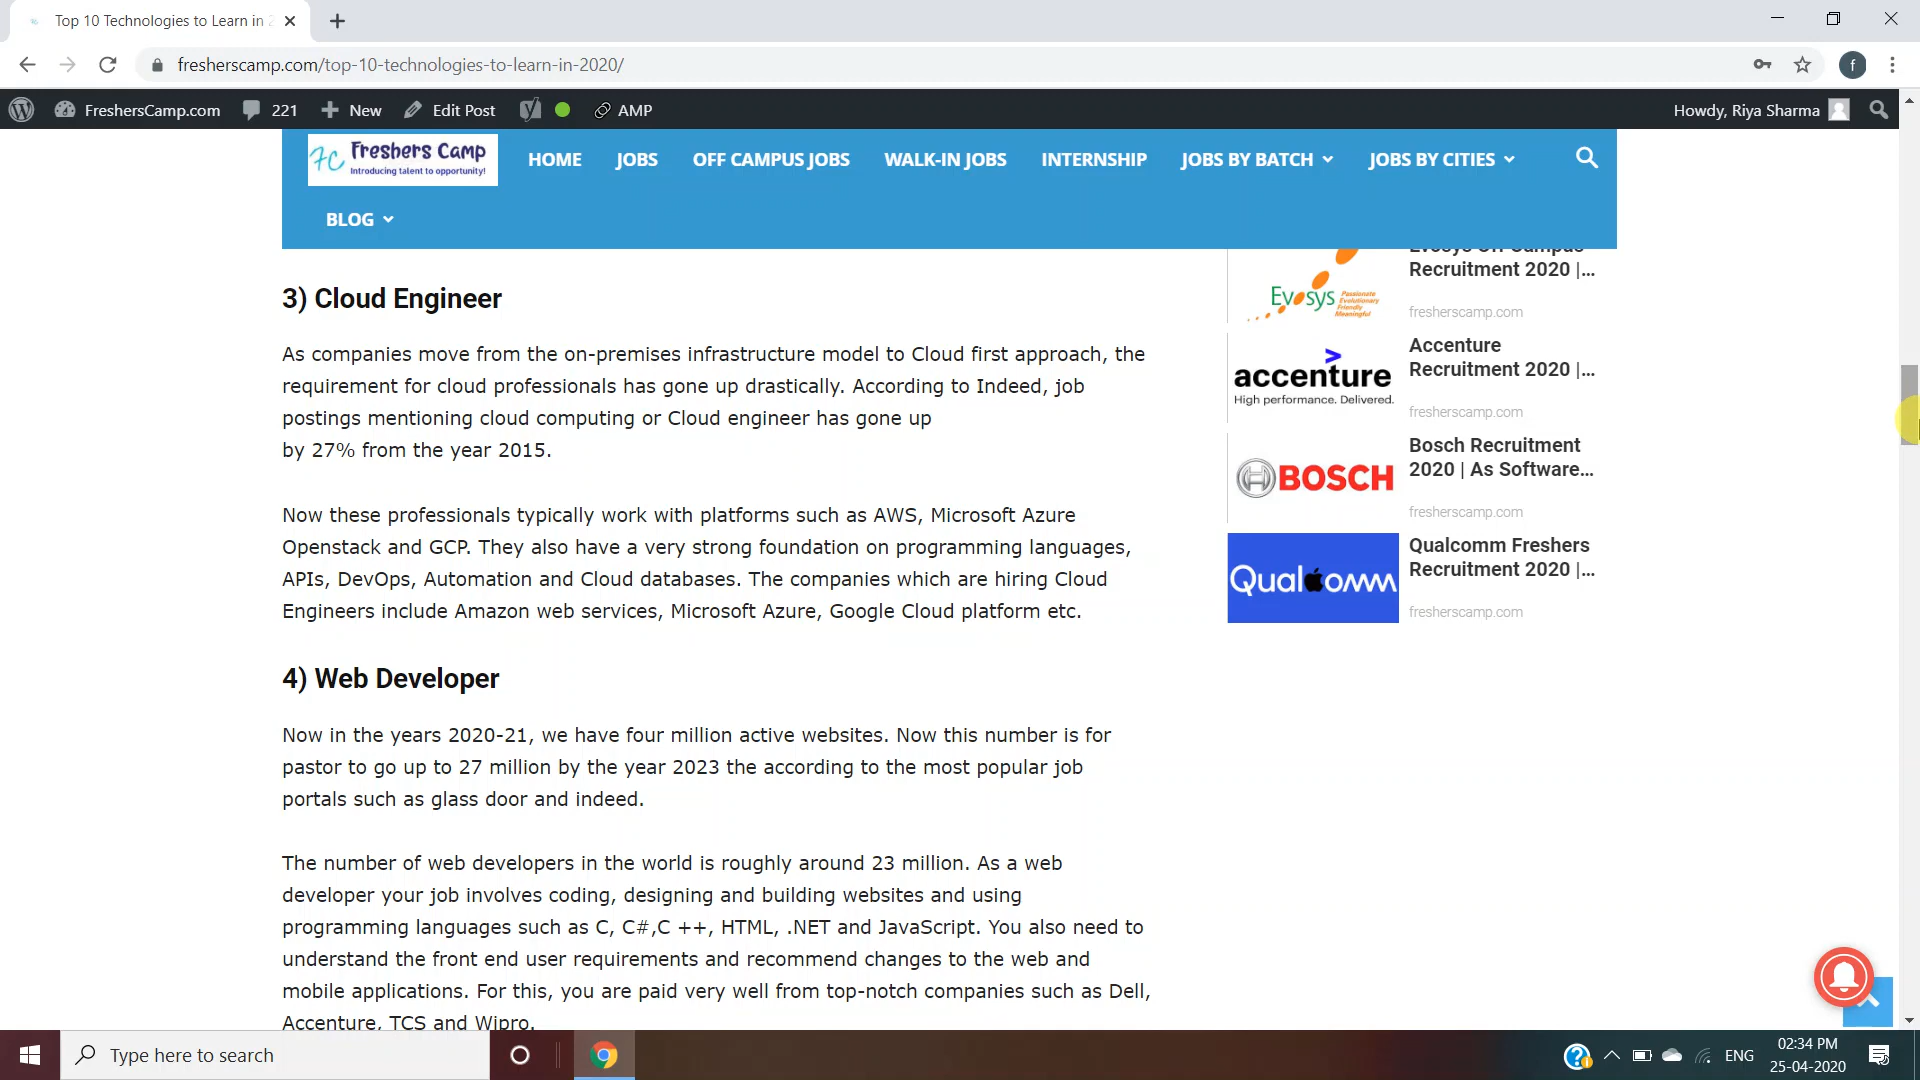 Top 10 Technologies to Learn in 2
fresherscamp.com/top-10-technologies-to-learn-in-2020/
f
FreshersCamp.com 221 New Edit Post AMP Howdy, Riya Sharma
FC Freshers Camp
Introducing talent to opportunity!
HOME JOBS OFF CAMPUS JOBS WALK-IN JOBS INTERNSHIP JOBS BY BATCH JOBS BY CITIES
BLOG
3) Cloud Engineer
As companies move from the on-premises infrastructure model to Cloud first approach, the
requirement for cloud professionals has gone up drastically. According to Indeed, job
postings mentioning cloud computing or Cloud engineer has gone up
by 27% from the year 2015.
Now these professionals typically work with platforms such as AWS, Microsoft Azure
Openstack and GCP. They also have a very strong foundation on programming languages,
APIs, DevOps, Automation and Cloud databases. The companies which are hiring Cloud
Engineers include Amazon web services, Microsoft Azure, Google Cloud platform etc.
4) Web Developer
Now in the years 2020-21, we have four million active websites. Now this number is for
pastor to go up to 27 million by the year 2023 the according to the most popular job
portals such as glass door and indeed.
The number of web developers in the world is roughly around 23 million. As a web
developer your job involves coding, designing and building websites and using
programming languages such as C, C#,C ++, HTML, .NET and JavaScript. You also need to
understand the front end user requirements and recommend changes to the web and
mobile applications. For this, you are paid very well from top-notch companies such as Dell,
Accenture, TCS and Wipro.
Evosys Off Campus
Recruitment 2020 |...
fresherscamp.com
Evosys
Passionate
Evolutionary
Friendly
Meaningful
Accenture
Recruitment 2020 |...
fresherscamp.com
accenture
High performance. Delivered.
Bosch Recruitment
2020 | As Software...
fresherscamp.com
BOSCH
Qualcomm Freshers
Recruitment 2020 |...
fresherscamp.com
Qualcomm
Type here to search
ENG
02:34 PM
25-04-2020